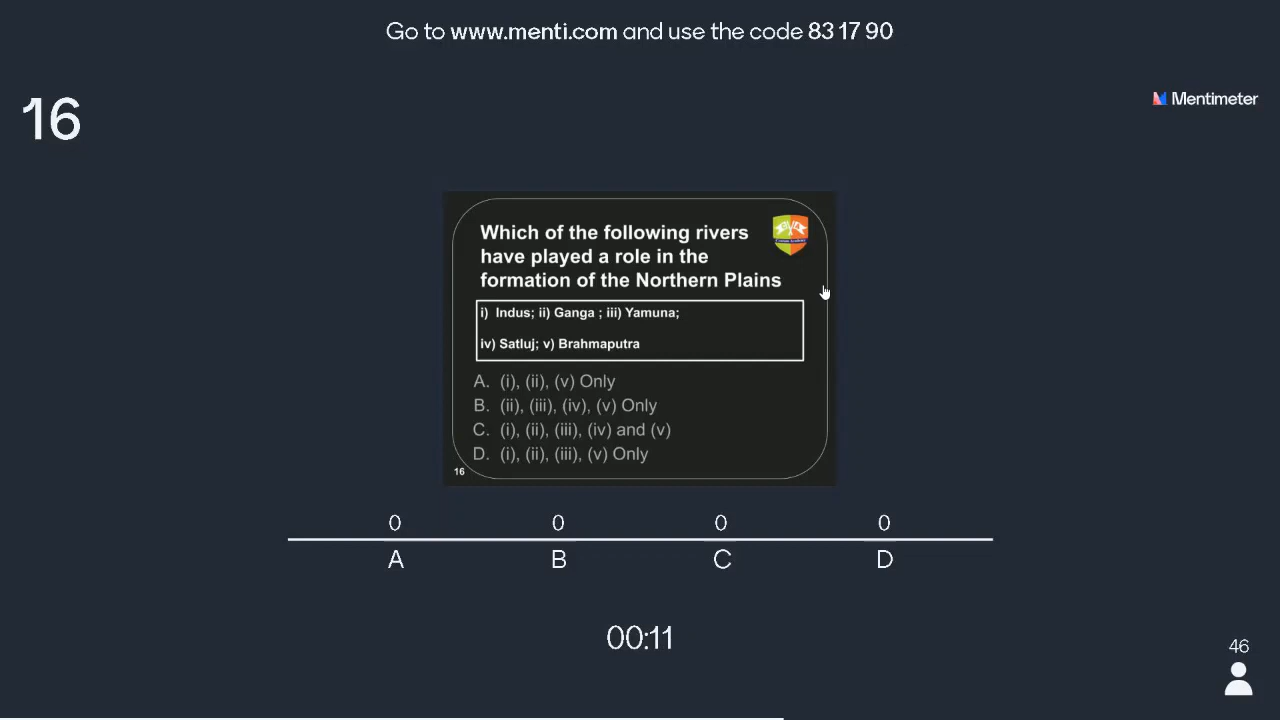 Go to www.menti.com and use the code 83 17 90
16
Mentimeter
Which of the following rivers
have played a role in the
formation of the Northern Plains
i) Indus; ii) Ganga ; iii) Yamuna;
iv) Satluj; v) Brahmaputra
A. (i), (ii), (v) Only
B. (ii), (iii), (iv), (v) Only
C. (i), (ii), (iii), (iv) and (v)
D. (i), (ii), (iii), (v) Only
16
0 0 0 0
A B C D
00:11
46